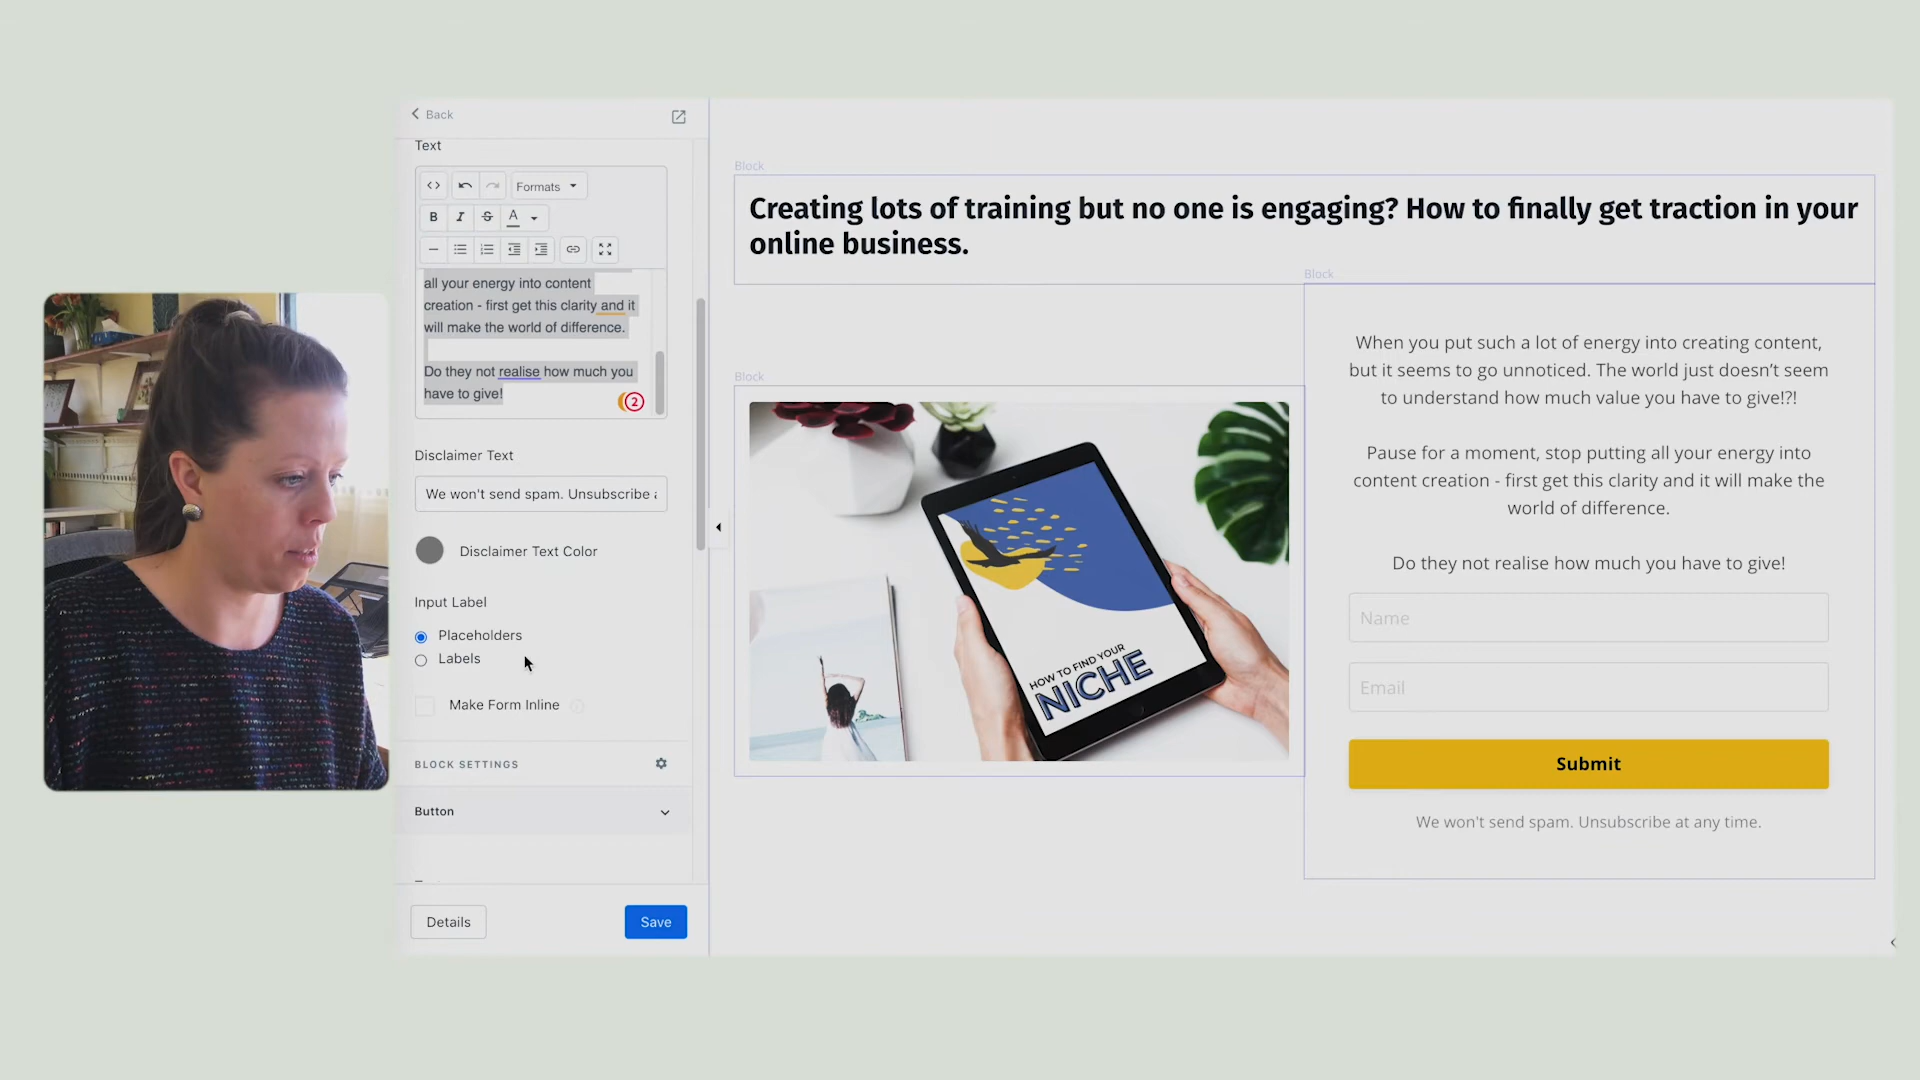 Back
Text
Formats
B I S A
all your energy into content
creation - first get this clarity and it
will make the world of difference.
Do they not realise how much you
have to give!
2
Disclaimer Text
We won't send spam. Unsubscribe a
Disclaimer Text Color
Input Label
Placeholders
Labels
Make Form Inline
BLOCK SETTINGS
Button
Details
Save
Block
Creating lots of training but no one is engaging? How to finally get traction in your
online business.
Block
Block
HOW TO FIND YOUR
NICHE
When you put such a lot of energy into creating content,
but it seems to go unnoticed. The world just doesn’t seem
to understand how much value you have to give!?!
Pause for a moment, stop putting all your energy into
content creation - first get this clarity and it will make the
world of difference.
Do they not realise how much you have to give!
Name
Email
Submit
We won't send spam. Unsubscribe at any time.